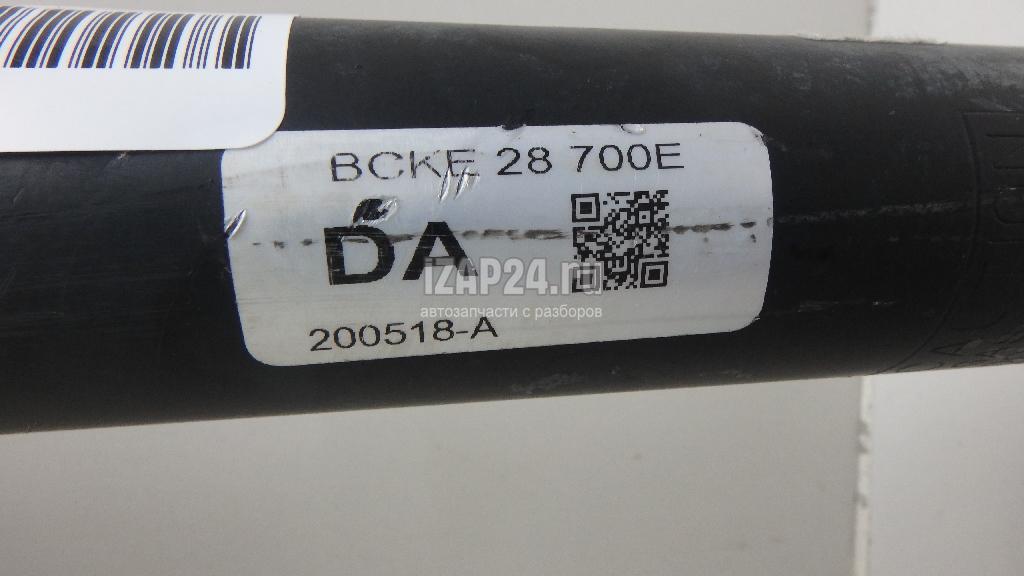 BCKE 28 700E
DA
IZAP24.ru
автозапчасти с разборов
200518-A